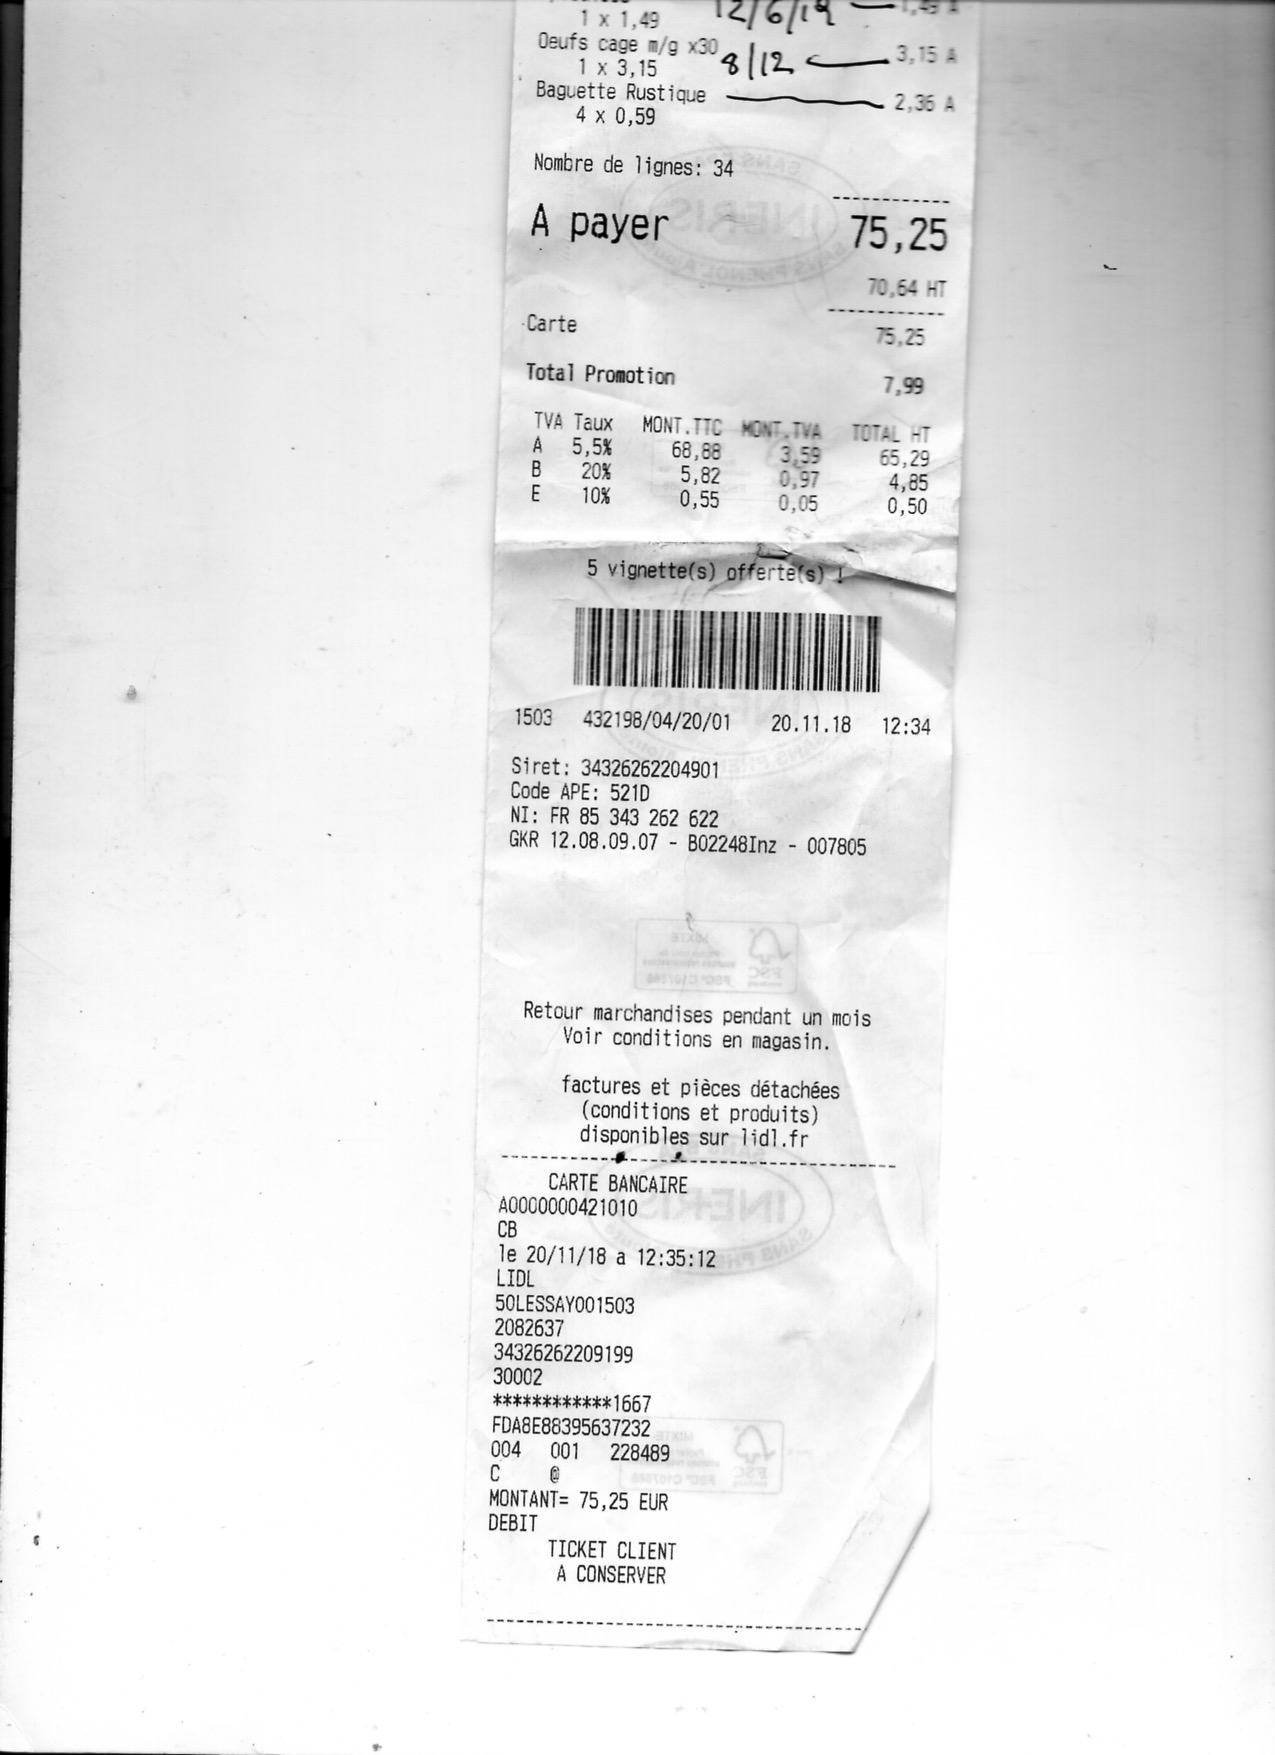 1 x 1,49 12/6/19 1,49 A
Oeufs cage m/g x30 3,15 A
1 x 3,15 8/12
Baguette Rustique 2,36 A
4 x 0,59
Nombre de lignes: 34
A payer 75,25
70,64 HT
Carte 75,25
Total Promotion 7,99
TVA Taux MONT.TTC MONT.TVA TOTAL HT
A 5,5% 68,88 3,59 65,29
B 20% 5,82 0,97 4,85
E 10% 0,55 0,05 0,50
5 vignette(s) offerte(s) !
1503 432198/04/20/01 20.11.18 12:34
Siret: 34326262204901
Code APE: 521D
NI: FR 85 343 262 622
GKR 12.08.09.07 - B02248Inz - 007805
Retour marchandises pendant un mois
Voir conditions en magasin.
factures et pièces détachées
(conditions et produits)
disponibles sur lidl.fr
CARTE BANCAIRE
A0000000421010
CB
le 20/11/18 a 12:35:12
LIDL
50LESSAY001503
2082637
34326262209199
30002
************1667
FDA8E88395637232
004 001 228489
C @
MONTANT= 75,25 EUR
DEBIT
TICKET CLIENT
A CONSERVER